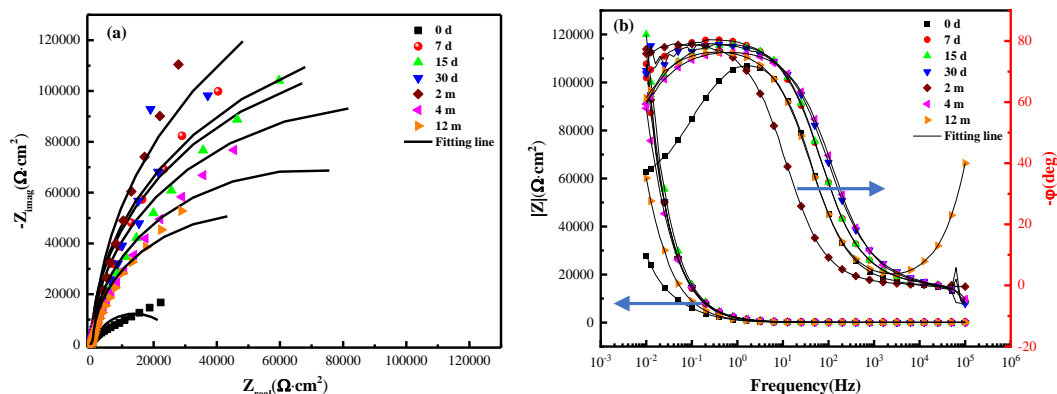 (a)
0 d
7 d
15 d
30 d
2 m
4 m
12 m
Fitting line
120000
100000
80000
60000
40000
20000
0
-Z_imag(Ω·cm²)
0 20000 40000 60000 80000 100000 120000
Z_real(Ω·cm²)
(b)
0 d
7 d
15 d
30 d
2 m
4 m
12 m
Fitting line
120000
100000
80000
60000
40000
20000
0
|Z|(Ω·cm²)
80
60
40
20
0
-20
-φ(deg)
10⁻³ 10⁻² 10⁻¹ 10⁰ 10¹ 10² 10³ 10⁴ 10⁵ 10⁶
Frequency(Hz)